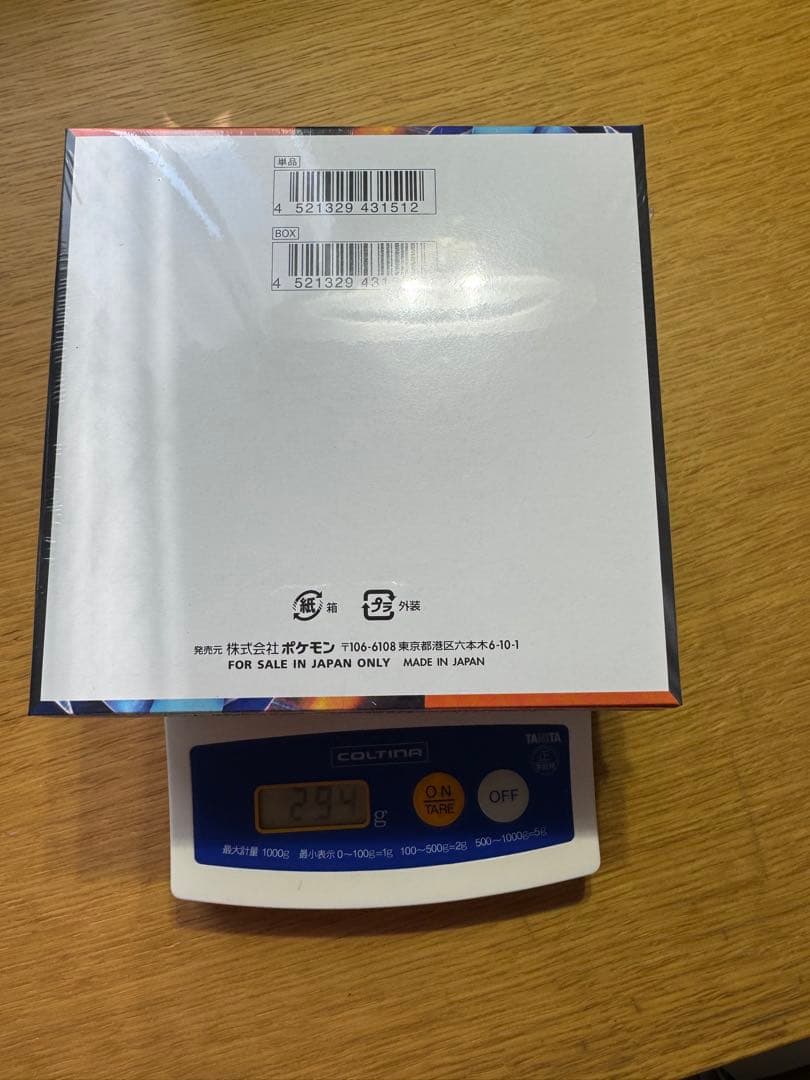 単品
4 521329 431512
BOX
4 521329 431
紙 箱
プラ 外装
発売元 株式会社 ポケモン 〒106-6108 東京都港区六本木6-10-1
FOR SALE IN JAPAN ONLY MADE IN JAPAN
COLTINA
TANITA
294 g
ON
TARE
OFF
最大計量 1000g 最小表示 0〜100g=1g 100〜500g=2g 500〜1000g=5g